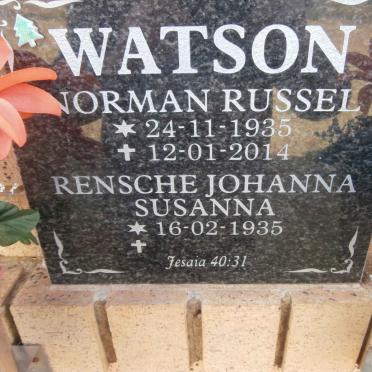 WATSON
NORMAN RUSSEL
✶ 24-11-1935
✝ 12-01-2014
RENSCHE JOHANNA
SUSANNA
✶ 16-02-1935
✝
Jesaia 40:31